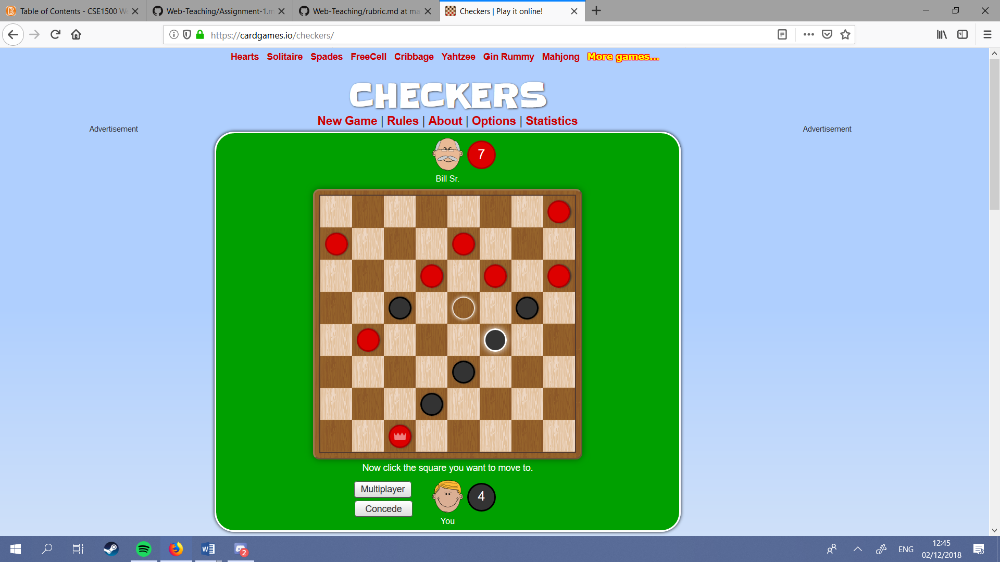 Table of Contents - CSE1500 We
Web-Teaching/Assignment-1.m
Web-Teaching/rubric.md at ma
Checkers | Play it online!
https://cardgames.io/checkers/
Hearts Solitaire Spades FreeCell Cribbage Yahtzee Gin Rummy Mahjong More games...
CHECKERS
New Game | Rules | About | Options | Statistics
Advertisement
Advertisement
7
Bill Sr.
Now click the square you want to move to.
Multiplayer
Concede
4
You
2
ENG
12:45
02/12/2018